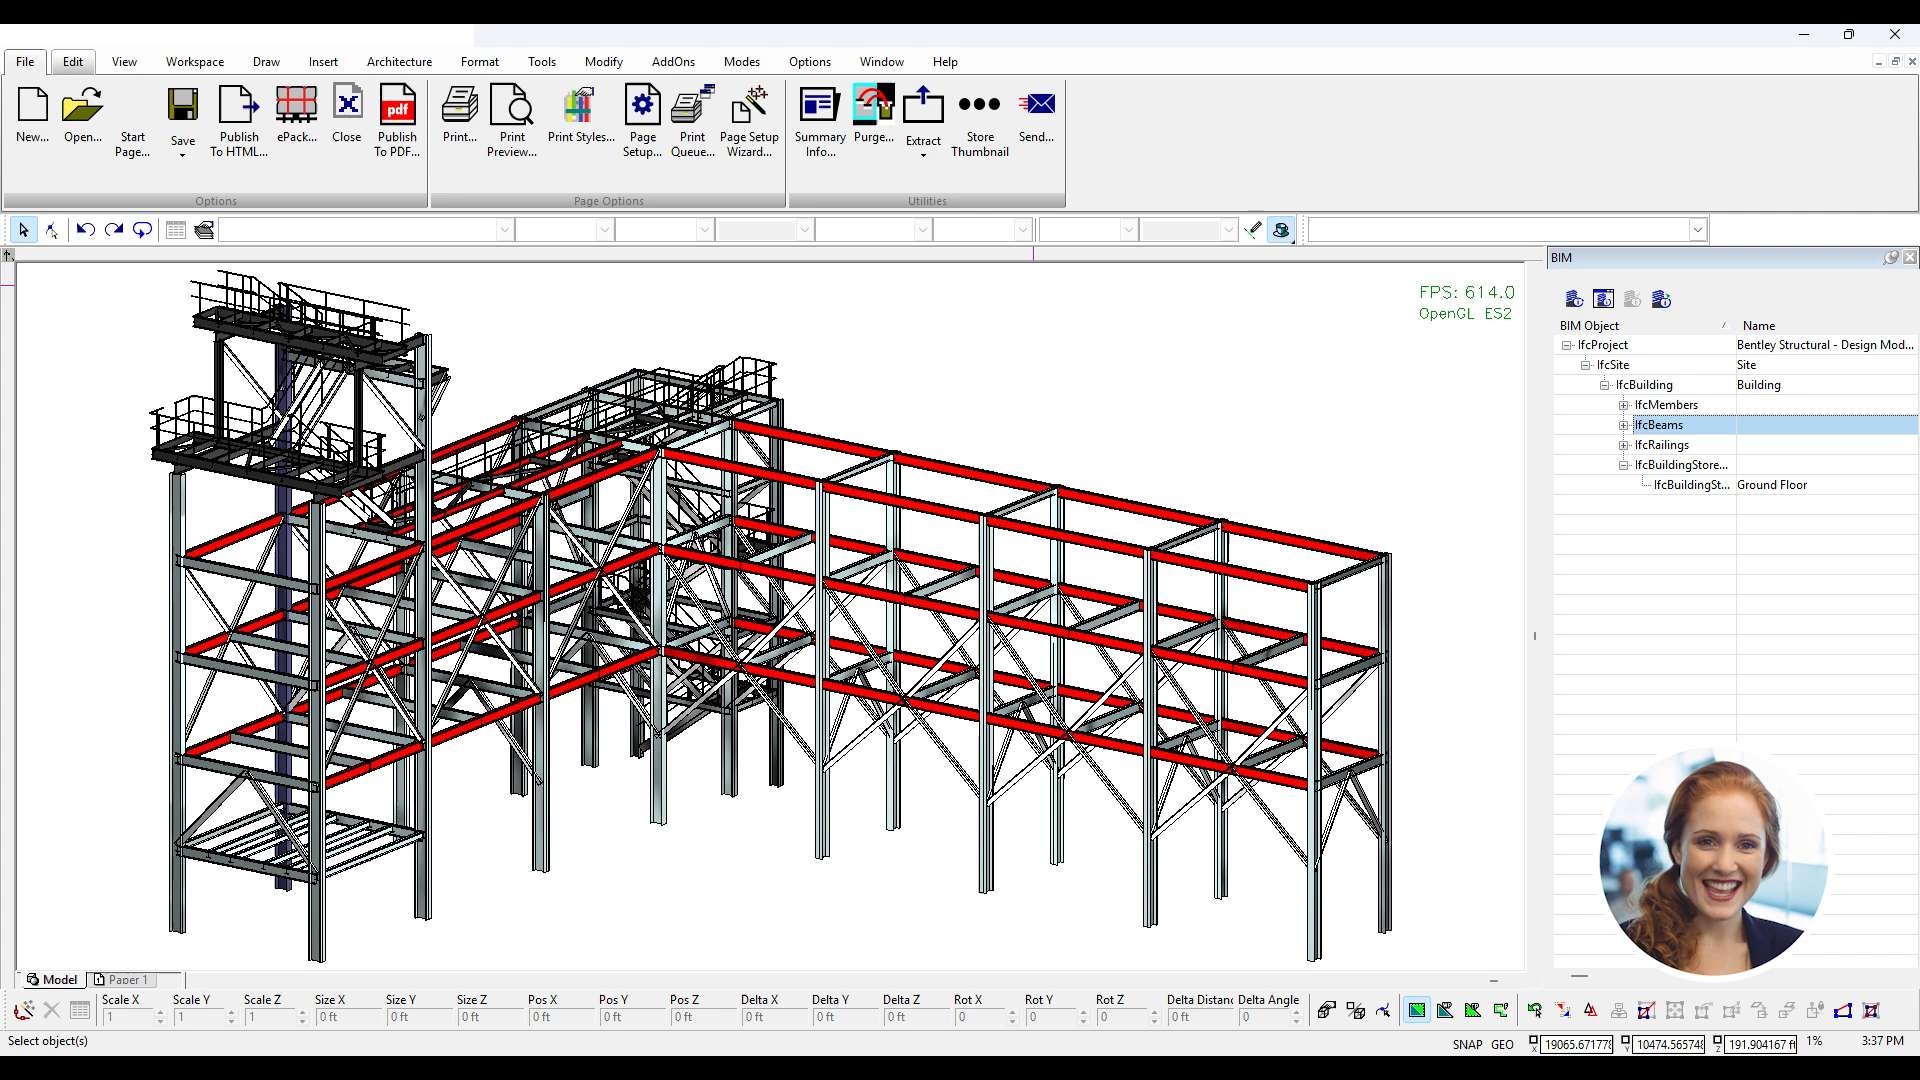 File Edit View Workspace Draw Insert Architecture Format Tools Modify AddOns Modes Options Window Help
New... Open... Start Page... Save Publish To HTML... ePack... Close Publish To PDF... Print... Print Preview... Print Styles... Page Setup... Print Queue... Page Setup Wizard... Summary Info... Purge... Extract Store Thumbnail Send...
pdf
Options Page Options Utilities
BIM
FPS: 614.0
OpenGL ES2
BIM Object Name
IfcProject Bentley Structural - Design Mod...
IfcSite Site
IfcBuilding Building
IfcMembers
IfcBeams
IfcRailings
IfcBuildingStore...
IfcBuildingSt... Ground Floor
Model Paper 1
Scale X Scale Y Scale Z Size X Size Y Size Z Pos X Pos Y Pos Z Delta X Delta Y Delta Z Rot X Rot Y Rot Z Delta Distanc Delta Angle
1 1 1 0 ft 0 ft 0 ft 0 ft 0 ft 0 ft 0 ft 0 ft 0 ft 0 0 0 0 ft 0
Select object(s) SNAP GEO X 19065.67177 Y 10474.56574 Z 191.904167 ft 1% 3:37 PM